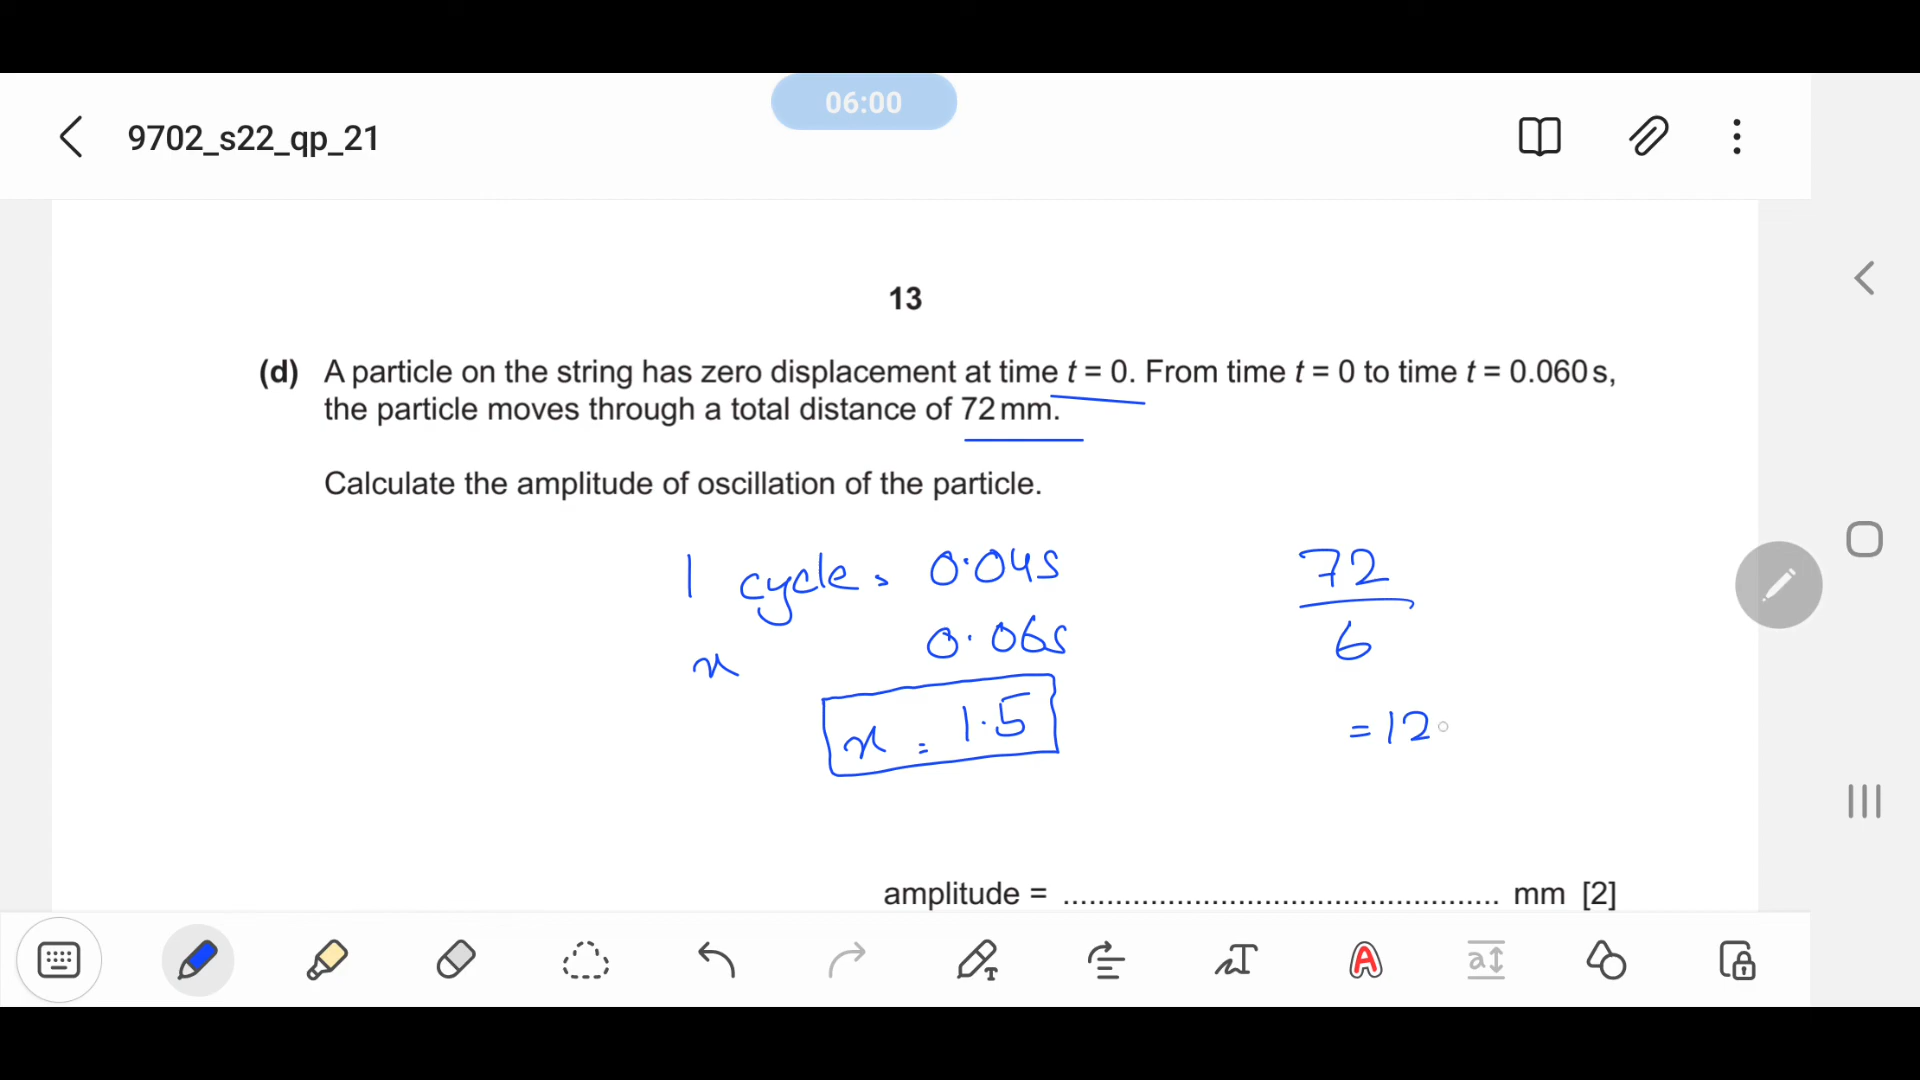 06:00
9702_s22_qp_21
13
(d) A particle on the string has zero displacement at time t = 0. From time t = 0 to time t = 0.060 s,
the particle moves through a total distance of 72 mm.
Calculate the amplitude of oscillation of the particle.
1 cycle = 0.04s
x 0.06s
x = 1.5
72
6
= 12
amplitude = .................................................. mm [2]